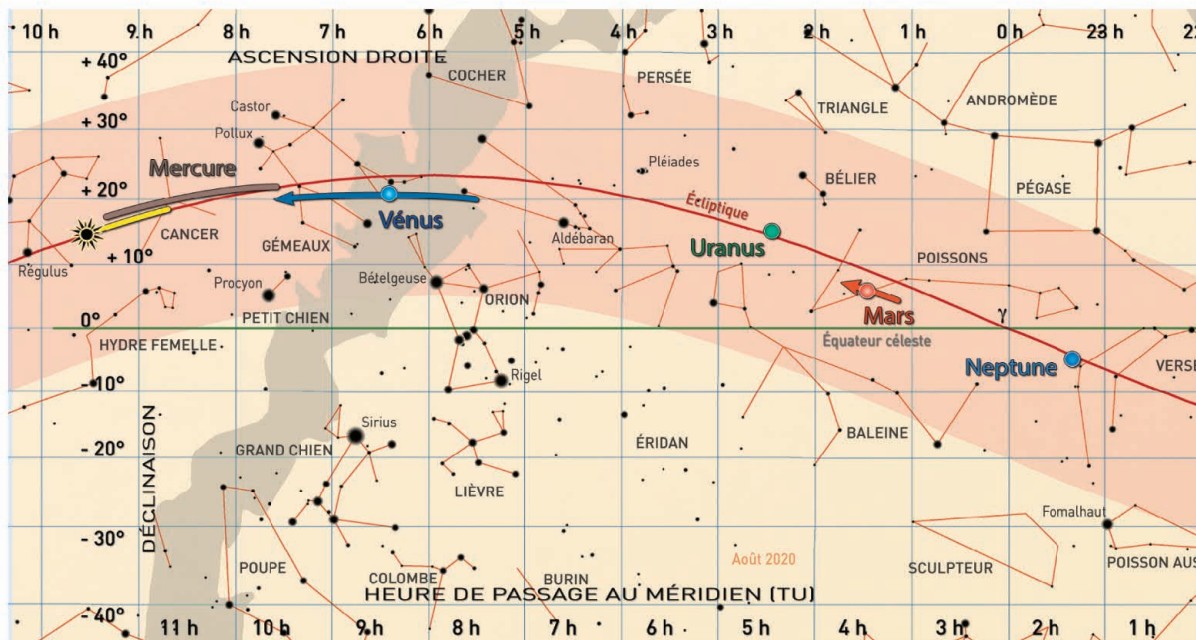 10 h 9 h 8 h 7 h 6 h 5 h 4 h 3 h 2 h 1 h 0 h 23 h
ASCENSION DROITE
+ 40°
COCHER
PERSÉE
TRIANGLE
ANDROMÈDE
Castor
+ 30°
Pollux
Mercure
Pléiades
BÉLIER
PÉGASE
+ 20°
Écliptique
Vénus
CANCER
GÉMEAUX
Aldébaran
Uranus
+ 10°
Régulus
Bételgeuse
POISSONS
Procyon
ORION
PETIT CHIEN
Mars
γ
0°
HYDRE FEMELLE
Équateur céleste
Neptune
VERSE
Rigel
- 10°
Sirius
- 20°
GRAND CHIEN
ÉRIDAN
BALEINE
LIÈVRE
DÉCLINAISON
Fomalhaut
- 30°
Août 2020
POUPE
COLOMBE
BURIN
SCULPTEUR
POISSON AUS
HEURE DE PASSAGE AU MÉRIDIEN (TU)
- 40°
11 h 10 h 9 h 8 h 7 h 6 h 5 h 4 h 3 h 2 h 1 h